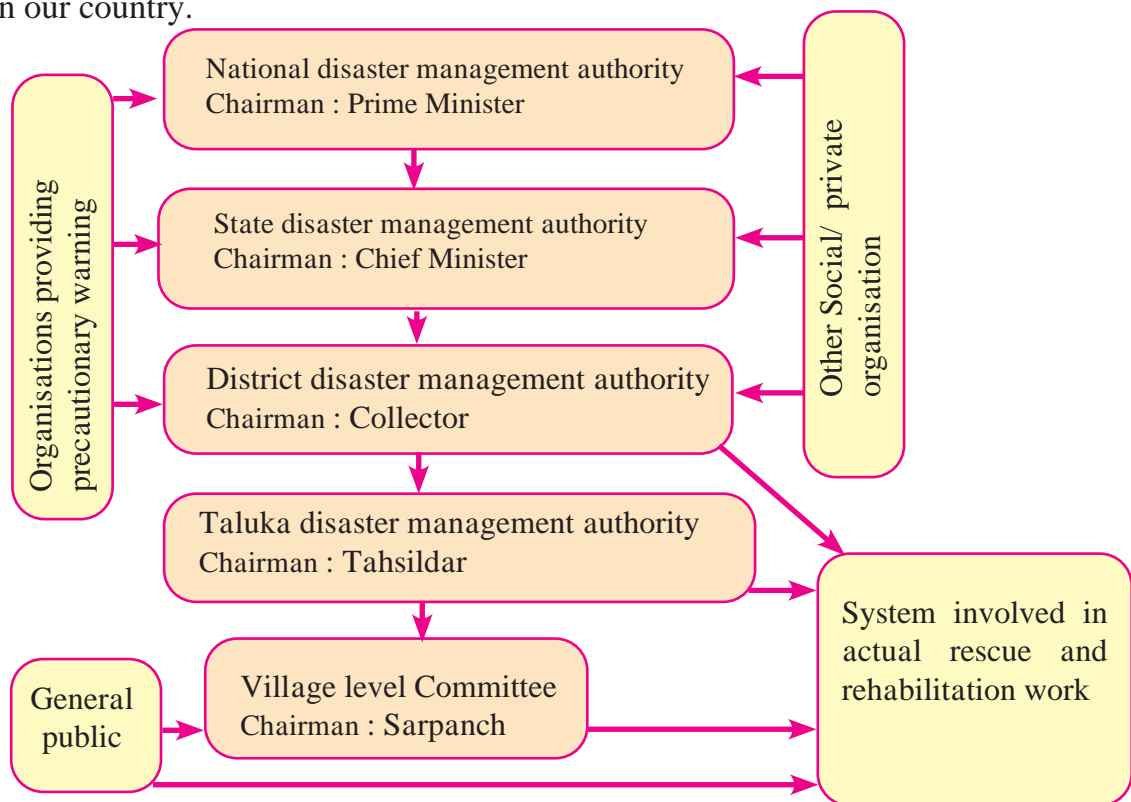 n our country.
National disaster management authority
Chairman : Prime Minister
State disaster management authority
Chairman : Chief Minister
District disaster management authority
Chairman : Collector
Taluka disaster management authority
Chairman : Tahsildar
Village level Committee
Chairman : Sarpanch
Organisations providing
precautionary warning
Other Social/ private
organisation
General
public
System involved in
actual rescue and
rehabilitation work